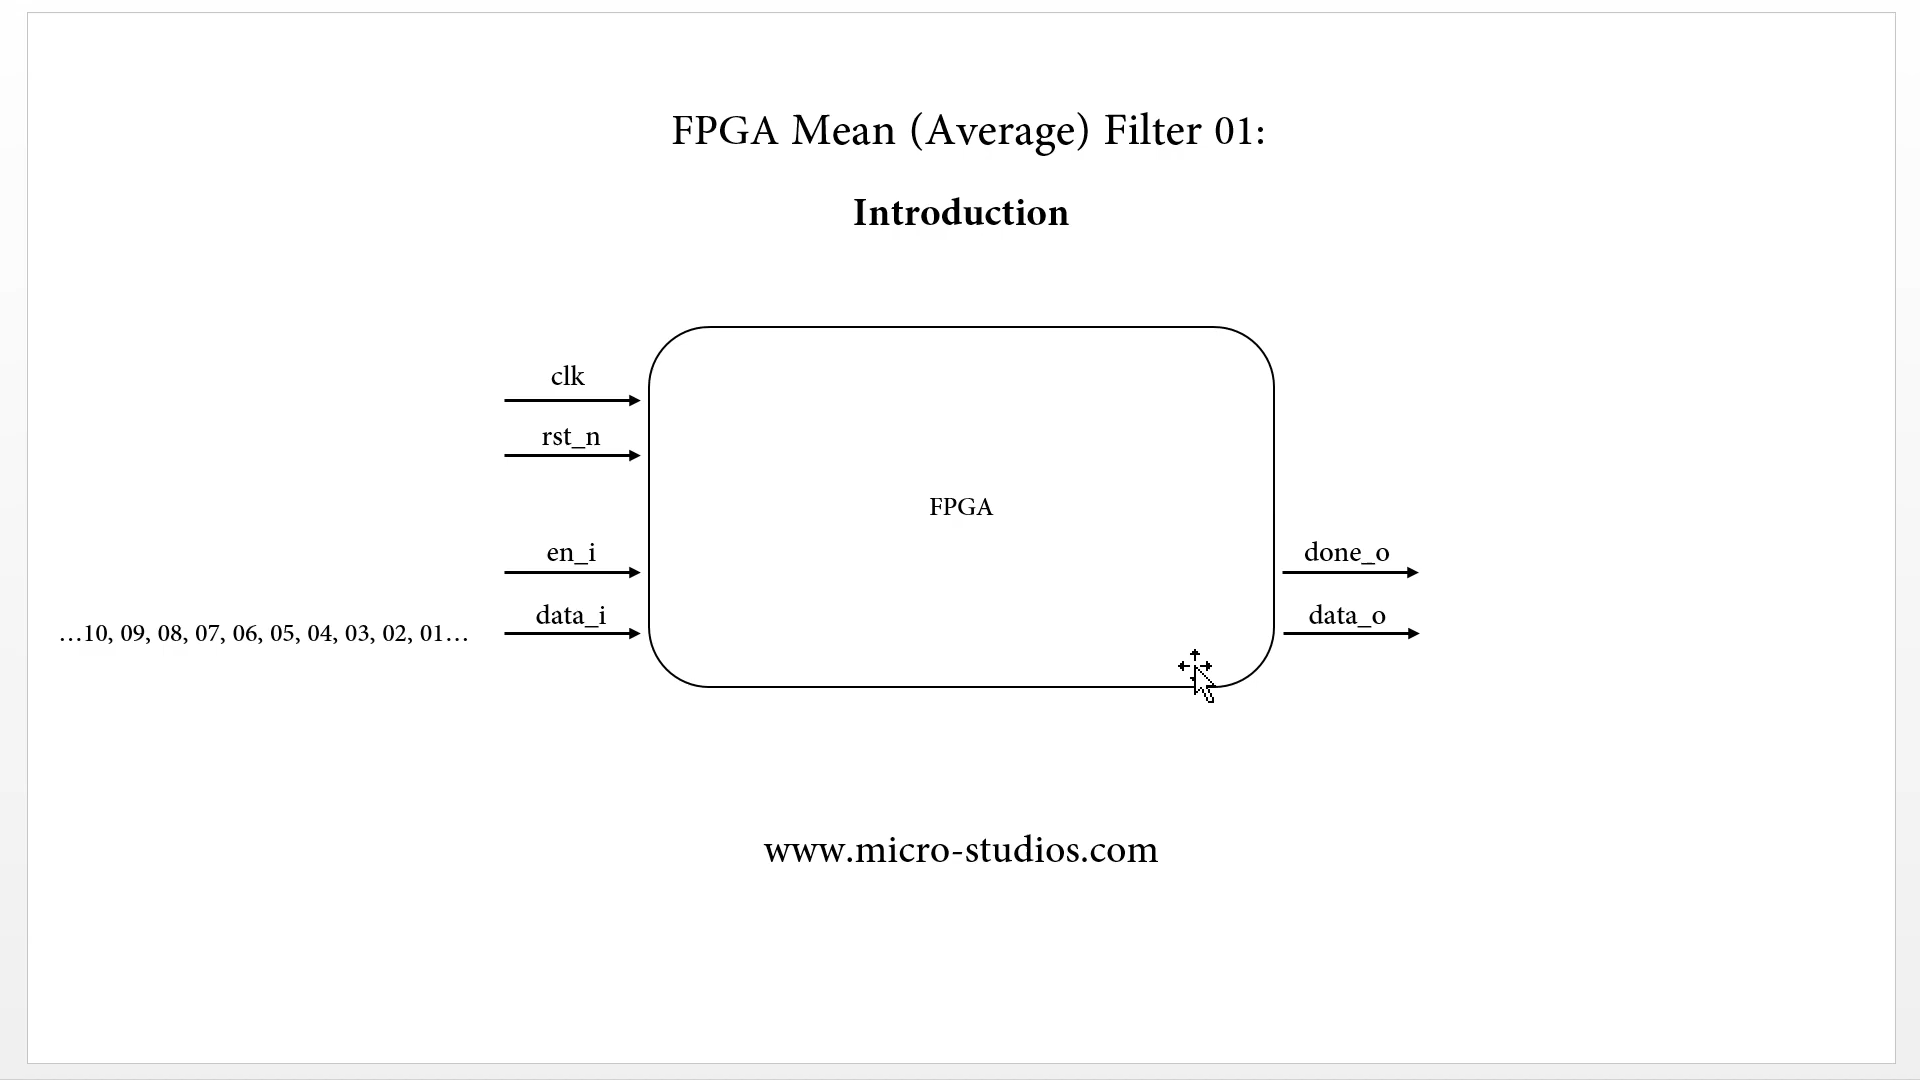 FPGA Mean (Average) Filter 01:
Introduction
clk
rst_n
FPGA
en_i
done_o
data_i
data_o
…10, 09, 08, 07, 06, 05, 04, 03, 02, 01…
www.micro-studios.com